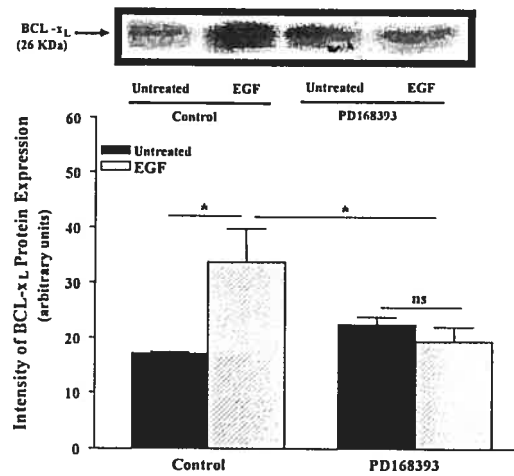 BCL-xL
(26 KDa)
Untreated EGF Untreated EGF
Control PD168393
Intensity of BCL-x L Protein Expression
(arbitrary units)
60
50
40
30
20
10
0
Untreated
EGF
*
*
ns
Control PD168393